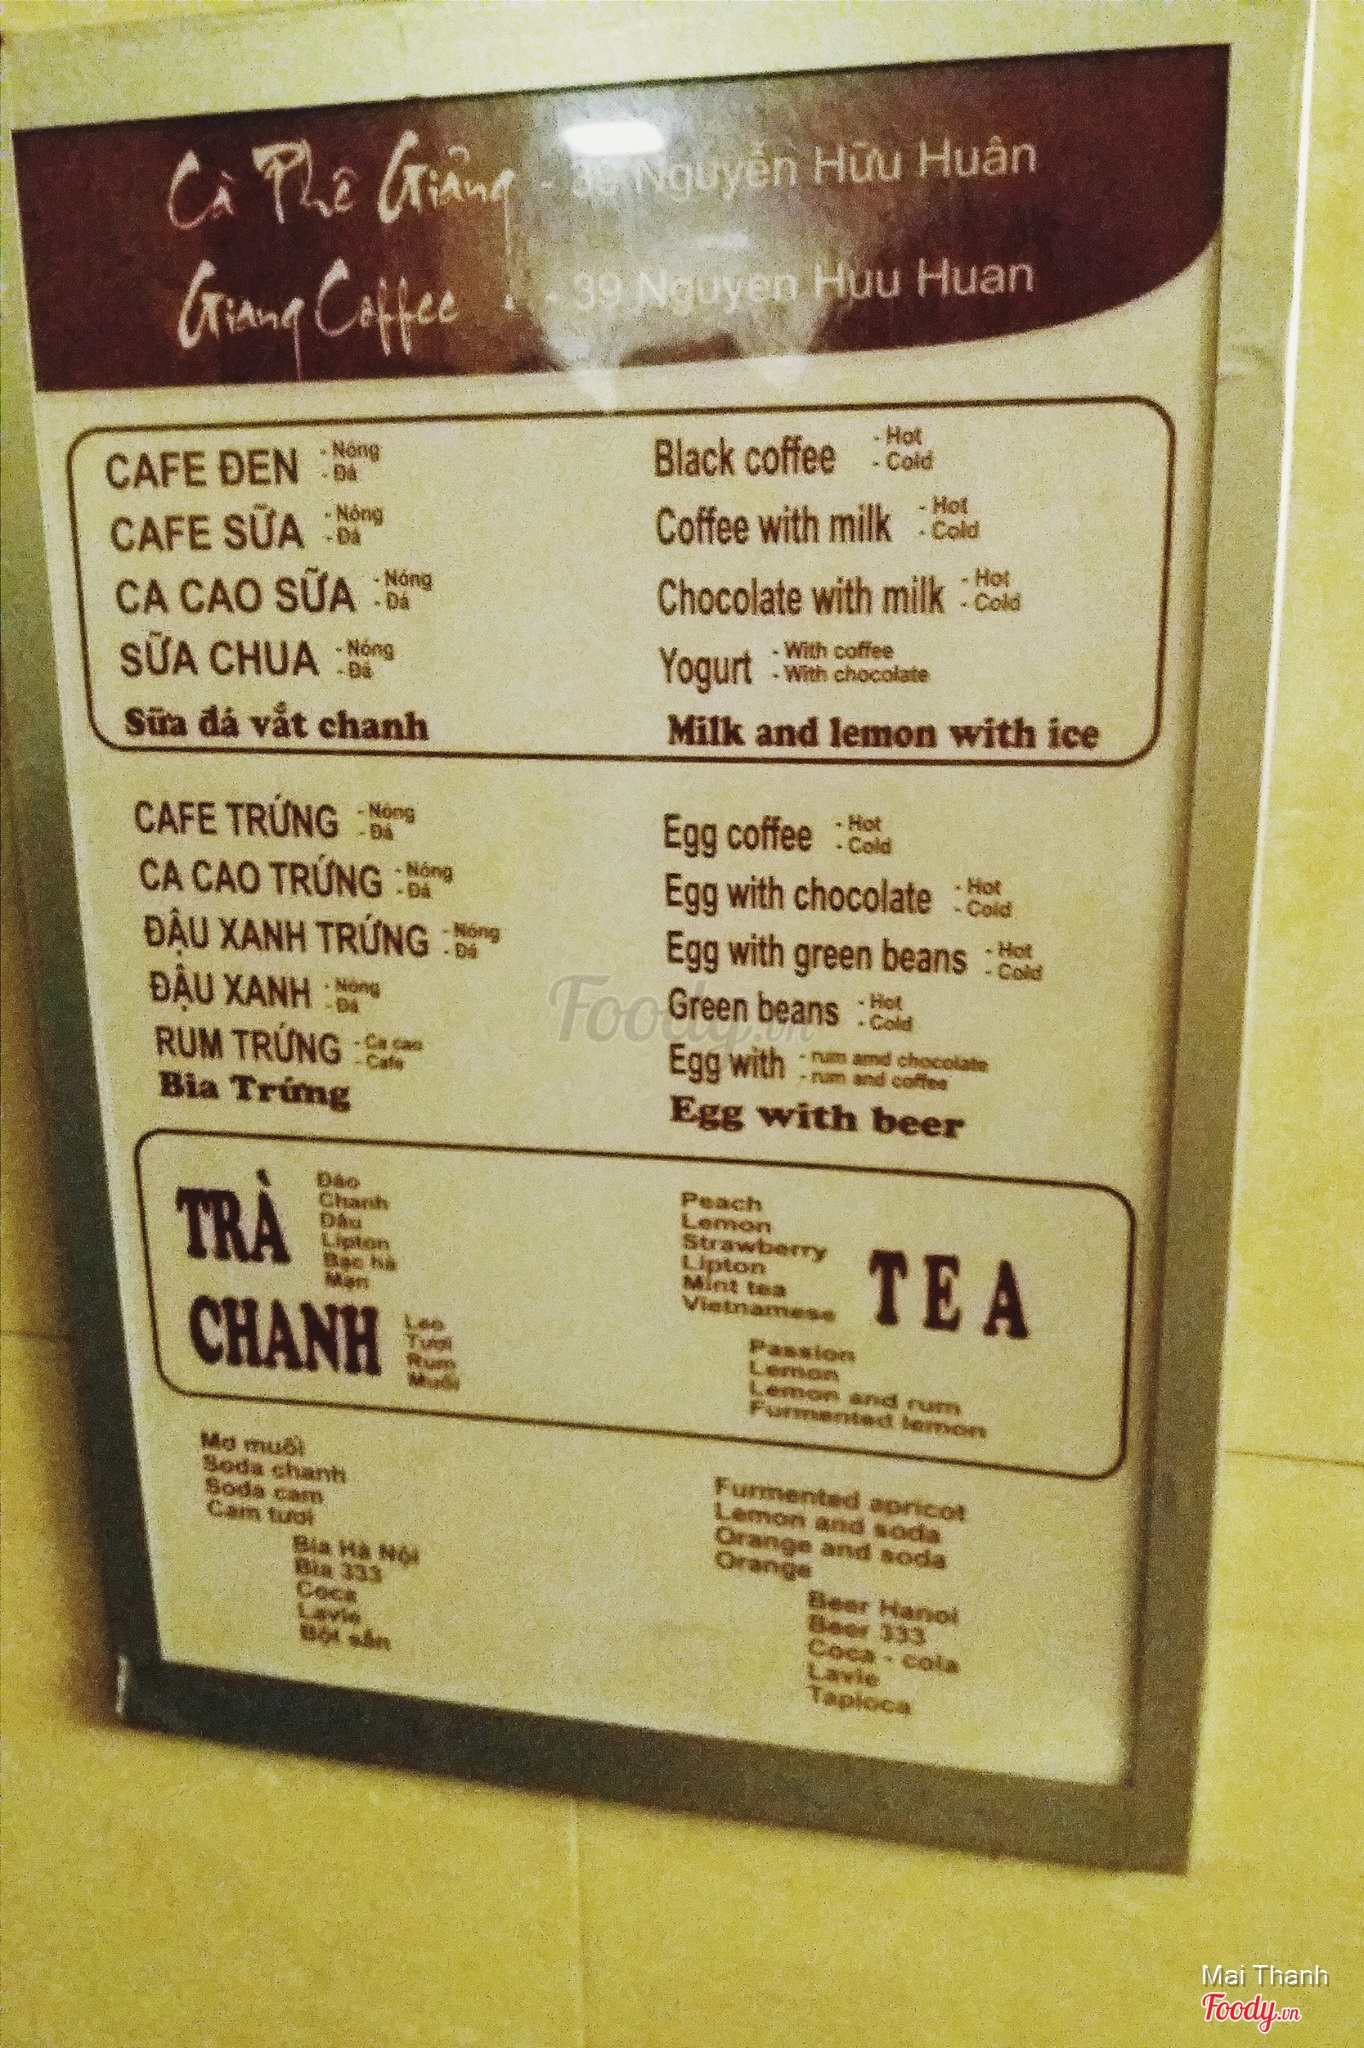 Cà Phê Giảng - 39 Nguyễn Hữu Huân
Giang Coffee - 39 Nguyen Huu Huan
CAFE ĐEN - Nóng - Đá
Black coffee - Hot - Cold
CAFE SỮA - Nóng - Đá
Coffee with milk - Hot - Cold
CA CAO SỮA - Nóng - Đá
Chocolate with milk - Hot - Cold
SỮA CHUA - Nóng - Đá
Yogurt - With coffee - With chocolate
Sữa đá vắt chanh
Milk and lemon with ice
CAFE TRỨNG - Nóng - Đá
Egg coffee - Hot - Cold
CA CAO TRỨNG - Nóng - Đá
Egg with chocolate - Hot - Cold
ĐẬU XANH TRỨNG - Nóng - Đá
Egg with green beans - Hot - Cold
ĐẬU XANH - Nóng - Đá
Green beans - Hot - Cold
RUM TRỨNG - Ca cao - Cafe
Egg with - rum amd chocolate - rum and coffee
Bia Trứng
Egg with beer
TRÀ
Đào
Chanh
Dâu
Lipton
Bạc hà
Mạn
CHANH
Leo
Tươi
Rum
Muối
Peach
Lemon
Strawberry
Lipton
Mint tea
Vietnamese
TEA
Passion
Lemon
Lemon and rum
Furmented lemon
Mơ muối
Soda chanh
Soda cam
Cam tươi
Bia Hà Nội
Bia 333
Coca
Lavie
Bột sắn
Furmented apricot
Lemon and soda
Orange and soda
Orange
Beer Hanoi
Beer 333
Coca - cola
Lavie
Tapioca
Foody.vn
Mai Thanh
Foody.vn